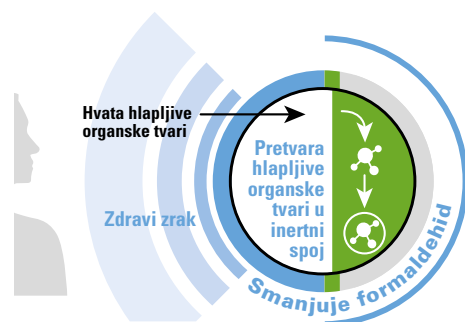 Hvata hlapljive
organske tvari
Pretvara
hlapljive
organske
tvari u
inertni
spoj
Zdravi zrak
Smanjuje formaldehid